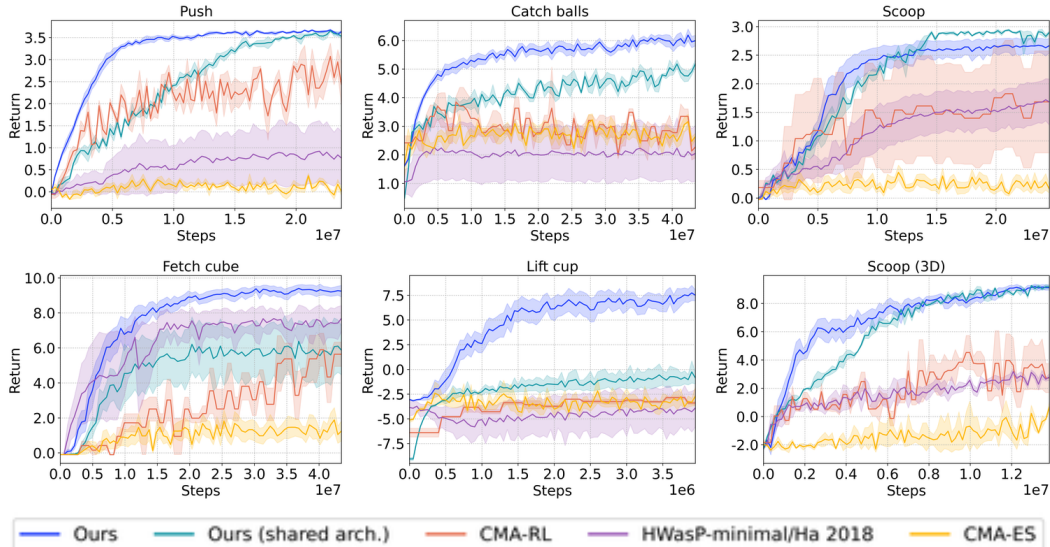 Push
Return
3.5
3.0
2.5
2.0
1.5
1.0
0.5
0.0
0.0 0.5 1.0 1.5 2.0
Steps 1e7
Catch balls
Return
6.0
5.0
4.0
3.0
2.0
1.0
0.0 0.5 1.0 1.5 2.0 2.5 3.0 3.5 4.0
Steps 1e7
Scoop
Return
3.0
2.5
2.0
1.5
1.0
0.5
0.0
0.0 0.5 1.0 1.5 2.0
Steps 1e7
Fetch cube
Return
10.0
8.0
6.0
4.0
2.0
0.0
0.0 0.5 1.0 1.5 2.0 2.5 3.0 3.5 4.0
Steps 1e7
Lift cup
Return
7.5
5.0
2.5
0.0
-2.5
-5.0
-7.5
0.0 0.5 1.0 1.5 2.0 2.5 3.0 3.5
Steps 1e6
Scoop (3D)
Return
8.0
6.0
4.0
2.0
0.0
-2.0
0.0 0.2 0.4 0.6 0.8 1.0 1.2
Steps 1e7
Ours Ours (shared arch.) CMA-RL HWasP-minimal/Ha 2018 CMA-ES